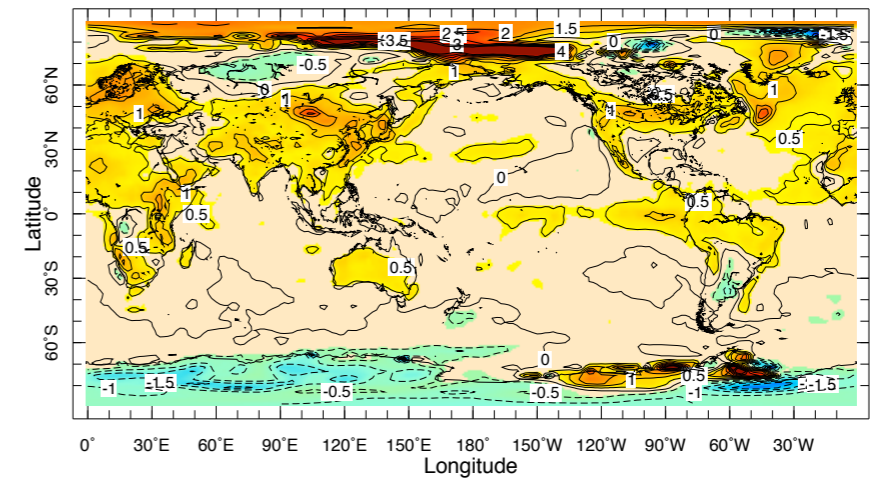 3.5 2.5 2 1.5 0 0 -1.5
3 4
-0.5 1
60°N 0 1 0.5 1
1 1 0.5
30°N
0
1 0.5
Latitude
0° 0.5
0.5
0.5
30°S
60°S
0
-1 -1.5 -0.5 -0.5 1 0.5 -1 -1.5
0° 30°E 60°E 90°E 120°E 150°E 180°W 150°W 120°W 90°W 60°W 30°W
Longitude